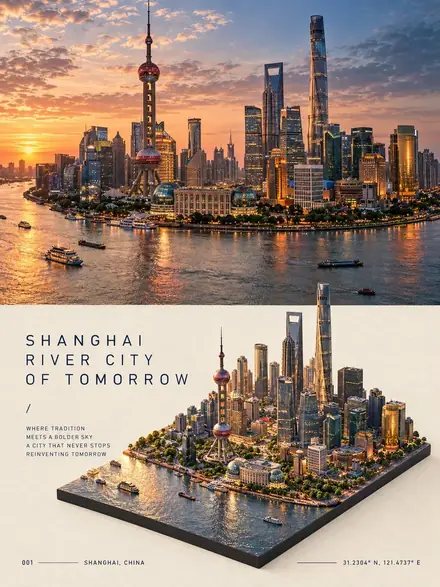 SHANGHAI
RIVER CITY
OF TOMORROW
/
WHERE TRADITION
MEETS A BOLDER SKY
A CITY THAT NEVER STOPS
REINVENTING TOMORROW
001 SHANGHAI, CHINA 31.2304° N, 121.4737° E